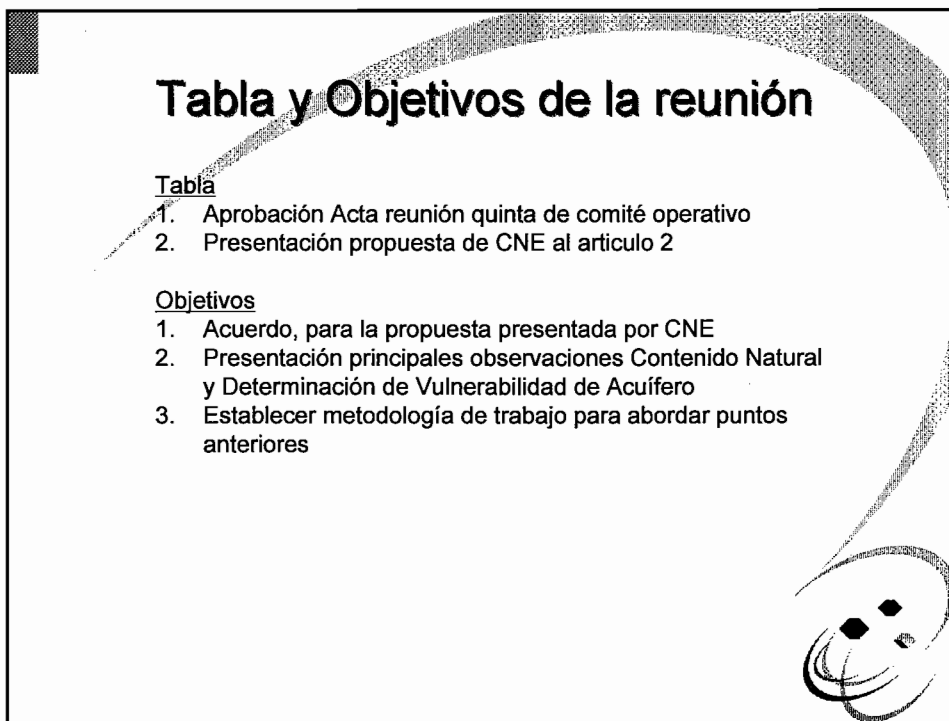 Tabla y Objetivos de la reunión
Tabla
1. Aprobación Acta reunión quinta de comité operativo
2. Presentación propuesta de CNE al articulo 2
Objetivos
1. Acuerdo, para la propuesta presentada por CNE
2. Presentación principales observaciones Contenido Natural
y Determinación de Vulnerabilidad de Acuífero
3. Establecer metodología de trabajo para abordar puntos
anteriores